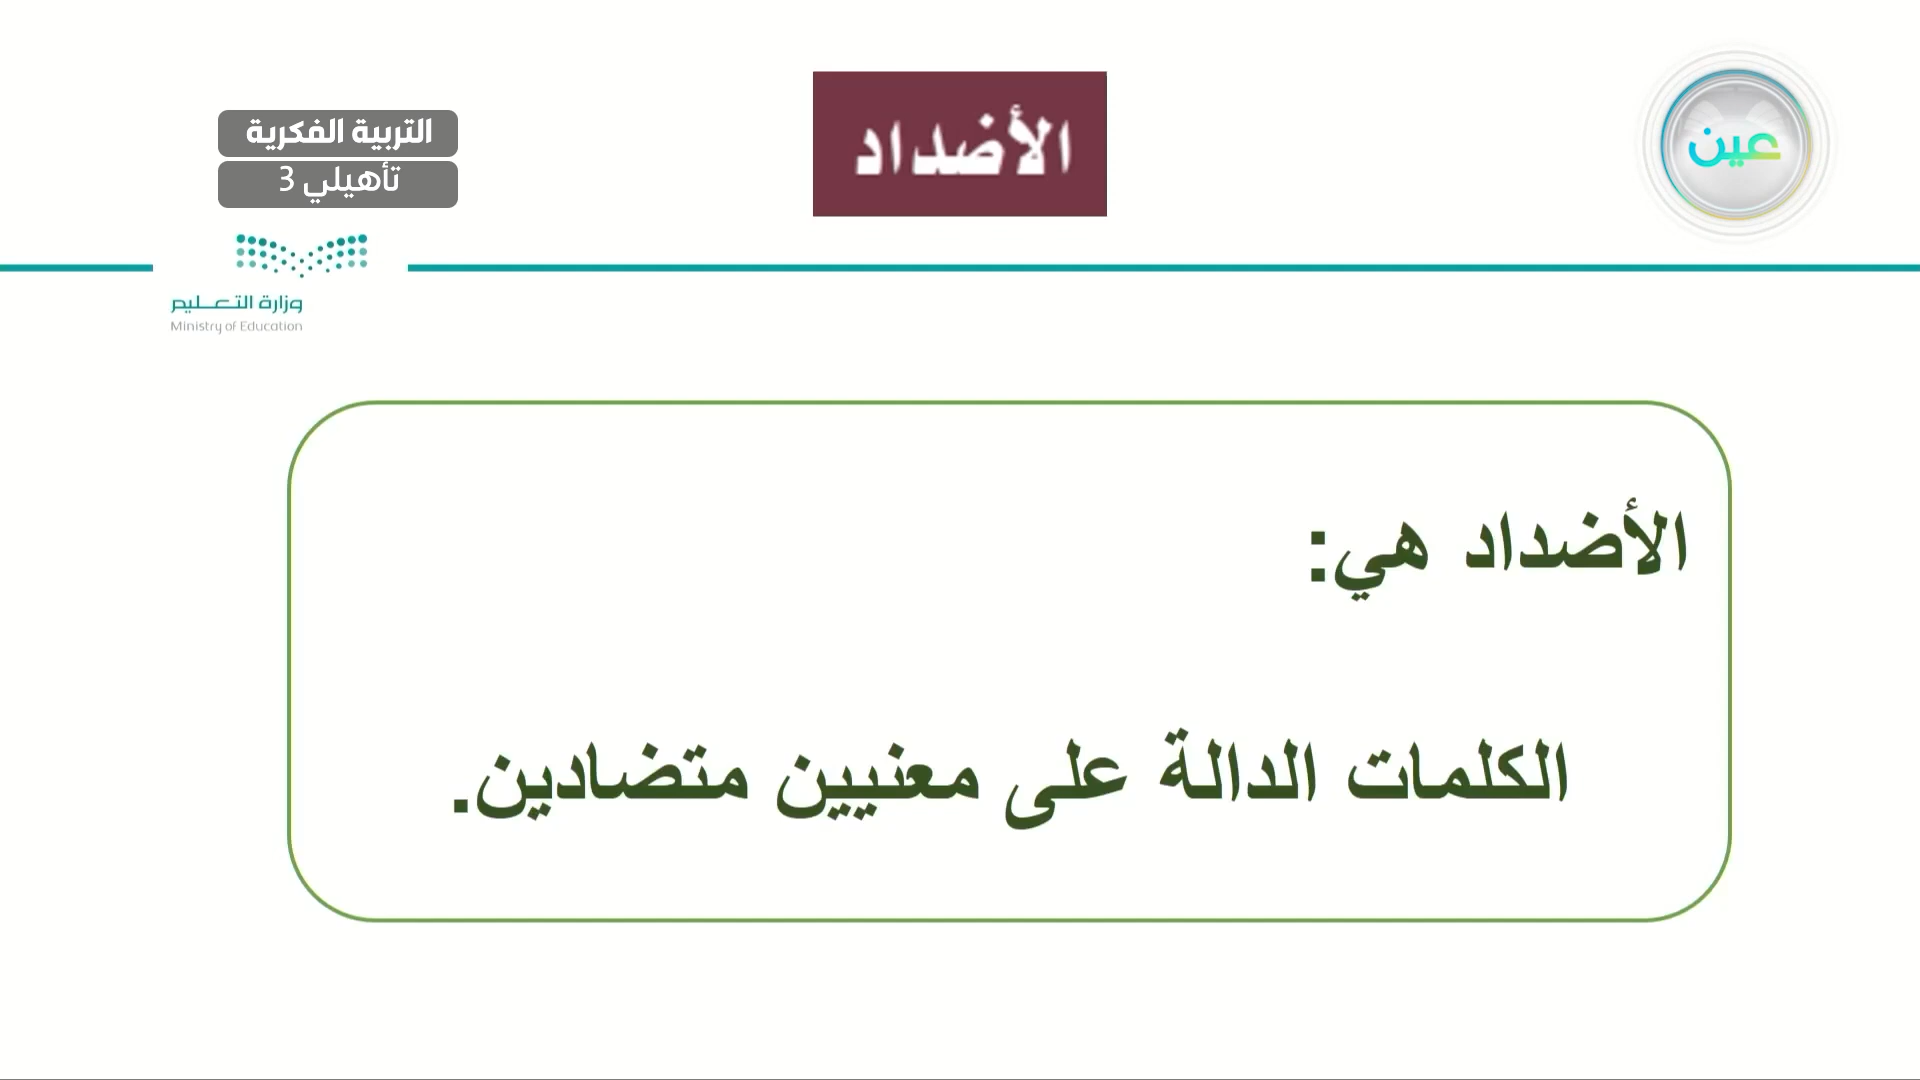 عين
الأضداد
التربية الفكرية
تأهيلي 3
وزارة التعليم
Ministry of Education
الأضداد هي:
الكلمات الدالة على معنيين متضادين.